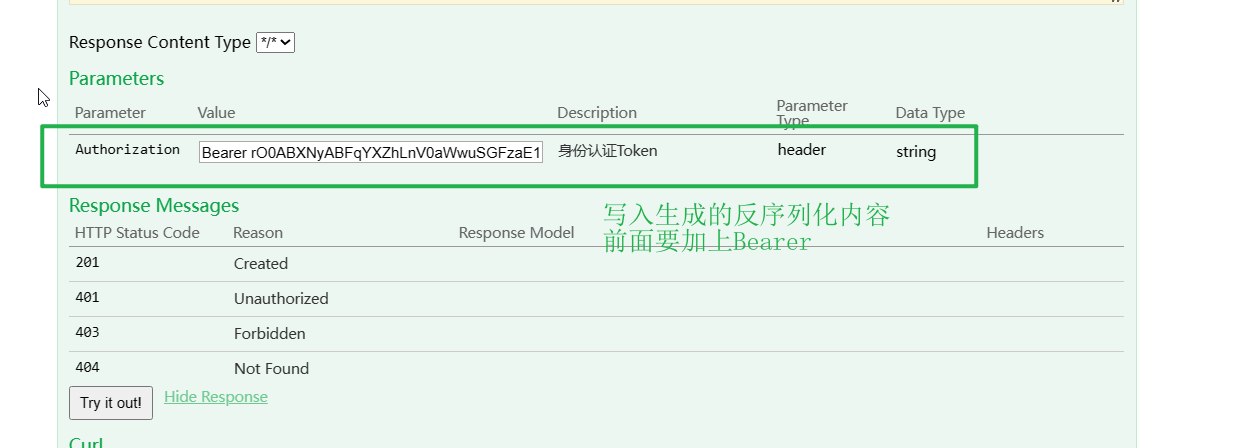 Response Content Type */*
Parameters
Parameter Value Description Parameter Type Data Type
Authorization Bearer rO0ABXNyABFqYXZhLnV0aWwuSGFzaE1 身份认证Token header string
Response Messages
写入生成的反序列化内容
前面要加上Bearer
HTTP Status Code Reason Response Model Headers
201 Created
401 Unauthorized
403 Forbidden
404 Not Found
Try it out! Hide Response
Curl